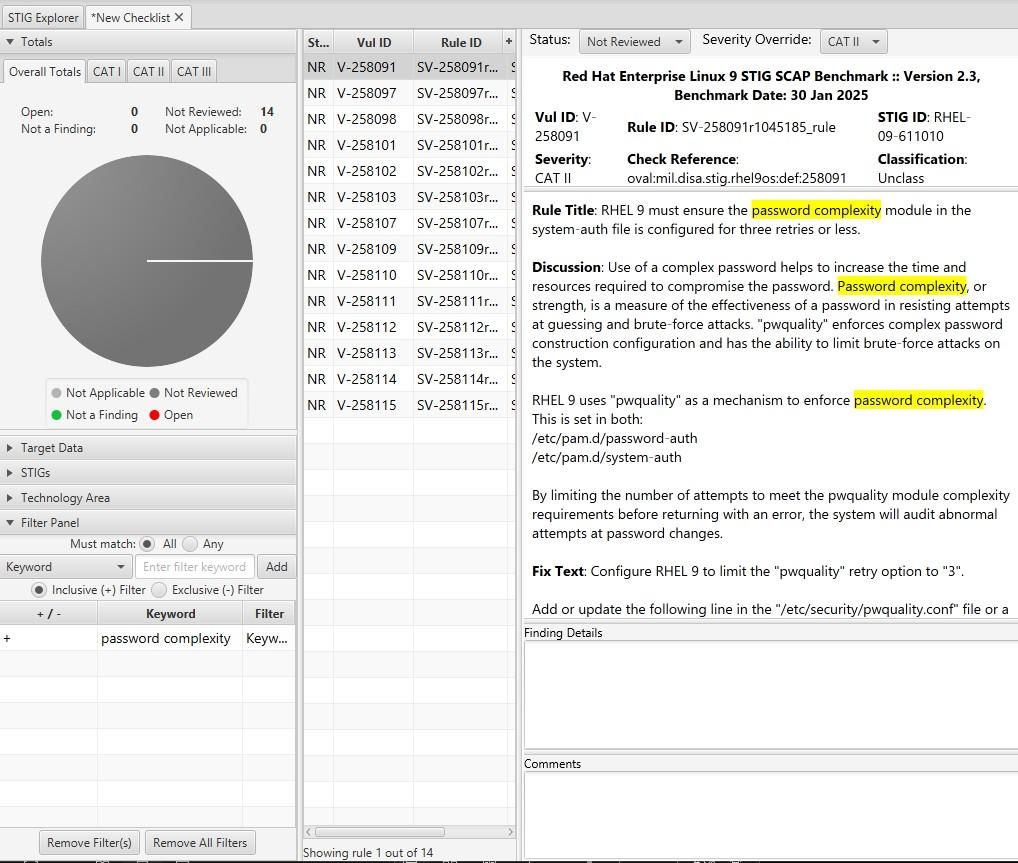 STIG Explorer
*New Checklist ✕
Totals
Overall Totals CAT I CAT II CAT III
Open: 0 Not Reviewed: 14
Not a Finding: 0 Not Applicable: 0
Not Applicable Not Reviewed
Not a Finding Open
Target Data
STIGs
Technology Area
Filter Panel
Must match: All Any
Keyword Enter filter keyword Add
Inclusive (+) Filter Exclusive (-) Filter
+ / - Keyword Filter
+ password complexity Keyw...
Remove Filter(s) Remove All Filters
St... Vul ID Rule ID +
NR V-258091 SV-258091r... S
NR V-258097 SV-258097r... S
NR V-258098 SV-258098r... S
NR V-258101 SV-258101r... S
NR V-258102 SV-258102r... S
NR V-258103 SV-258103r... S
NR V-258107 SV-258107r... S
NR V-258109 SV-258109r... S
NR V-258110 SV-258110r... S
NR V-258111 SV-258111r... S
NR V-258112 SV-258112r... S
NR V-258113 SV-258113r... S
NR V-258114 SV-258114r... S
NR V-258115 SV-258115r... S
Showing rule 1 out of 14
Status: Not Reviewed Severity Override: CAT II
Red Hat Enterprise Linux 9 STIG SCAP Benchmark :: Version 2.3,
Benchmark Date: 30 Jan 2025
Vul ID: V-
258091
Rule ID: SV-258091r1045185_rule
STIG ID: RHEL-
09-611010
Severity:
CAT II
Check Reference:
oval:mil.disa.stig.rhel9os:def:258091
Classification:
Unclass
Rule Title: RHEL 9 must ensure the password complexity module in the
system-auth file is configured for three retries or less.
Discussion: Use of a complex password helps to increase the time and
resources required to compromise the password. Password complexity, or
strength, is a measure of the effectiveness of a password in resisting attempts
at guessing and brute-force attacks. "pwquality" enforces complex password
construction configuration and has the ability to limit brute-force attacks on
the system.
RHEL 9 uses "pwquality" as a mechanism to enforce password complexity.
This is set in both:
/etc/pam.d/password-auth
/etc/pam.d/system-auth
By limiting the number of attempts to meet the pwquality module complexity
requirements before returning with an error, the system will audit abnormal
attempts at password changes.
Fix Text: Configure RHEL 9 to limit the "pwquality" retry option to "3".
Add or update the following line in the "/etc/security/pwquality.conf" file or a
Finding Details
Comments